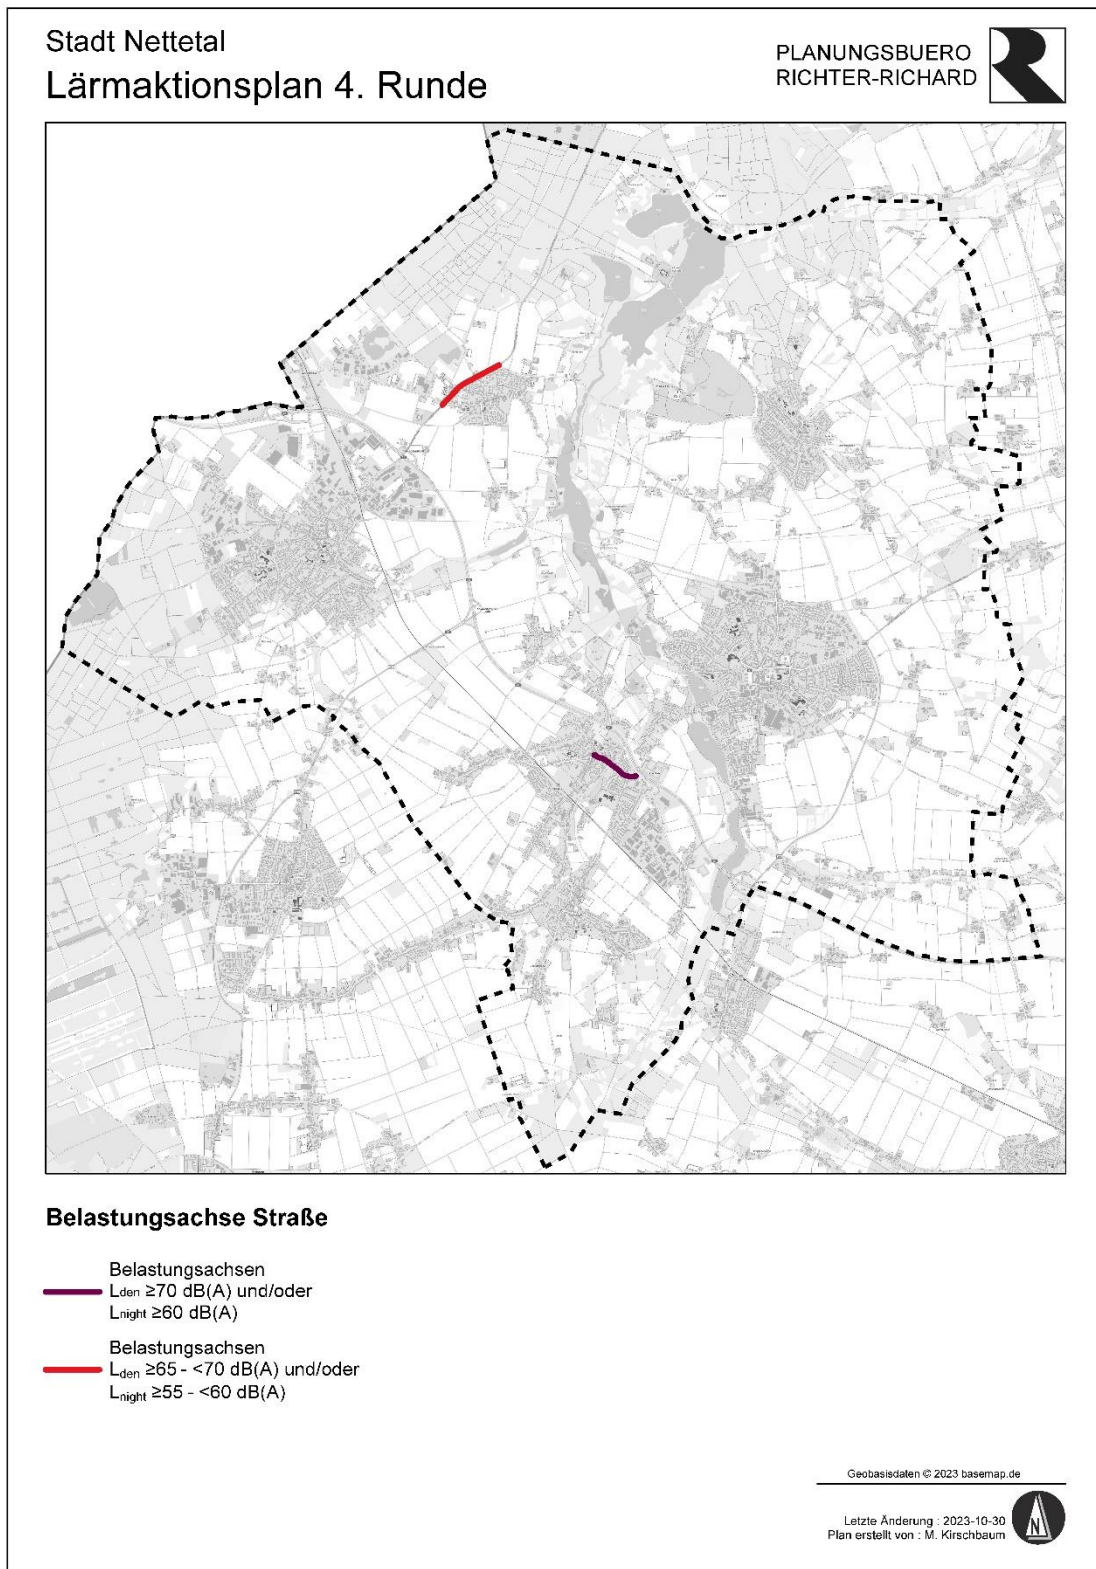 Stadt Nettetal
Lärmaktionsplan 4. Runde
PLANUNGSBUERO
RICHTER-RICHARD
Belastungsachse Straße
Belastungsachsen
Lden ≥70 dB(A) und/oder
Lnight ≥60 dB(A)
Belastungsachsen
Lden ≥65 - <70 dB(A) und/oder
Lnight ≥55 - <60 dB(A)
Geobasisdaten © 2023 basemap.de
Letzte Änderung : 2023-10-30
Plan erstellt von : M. Kirschbaum
N